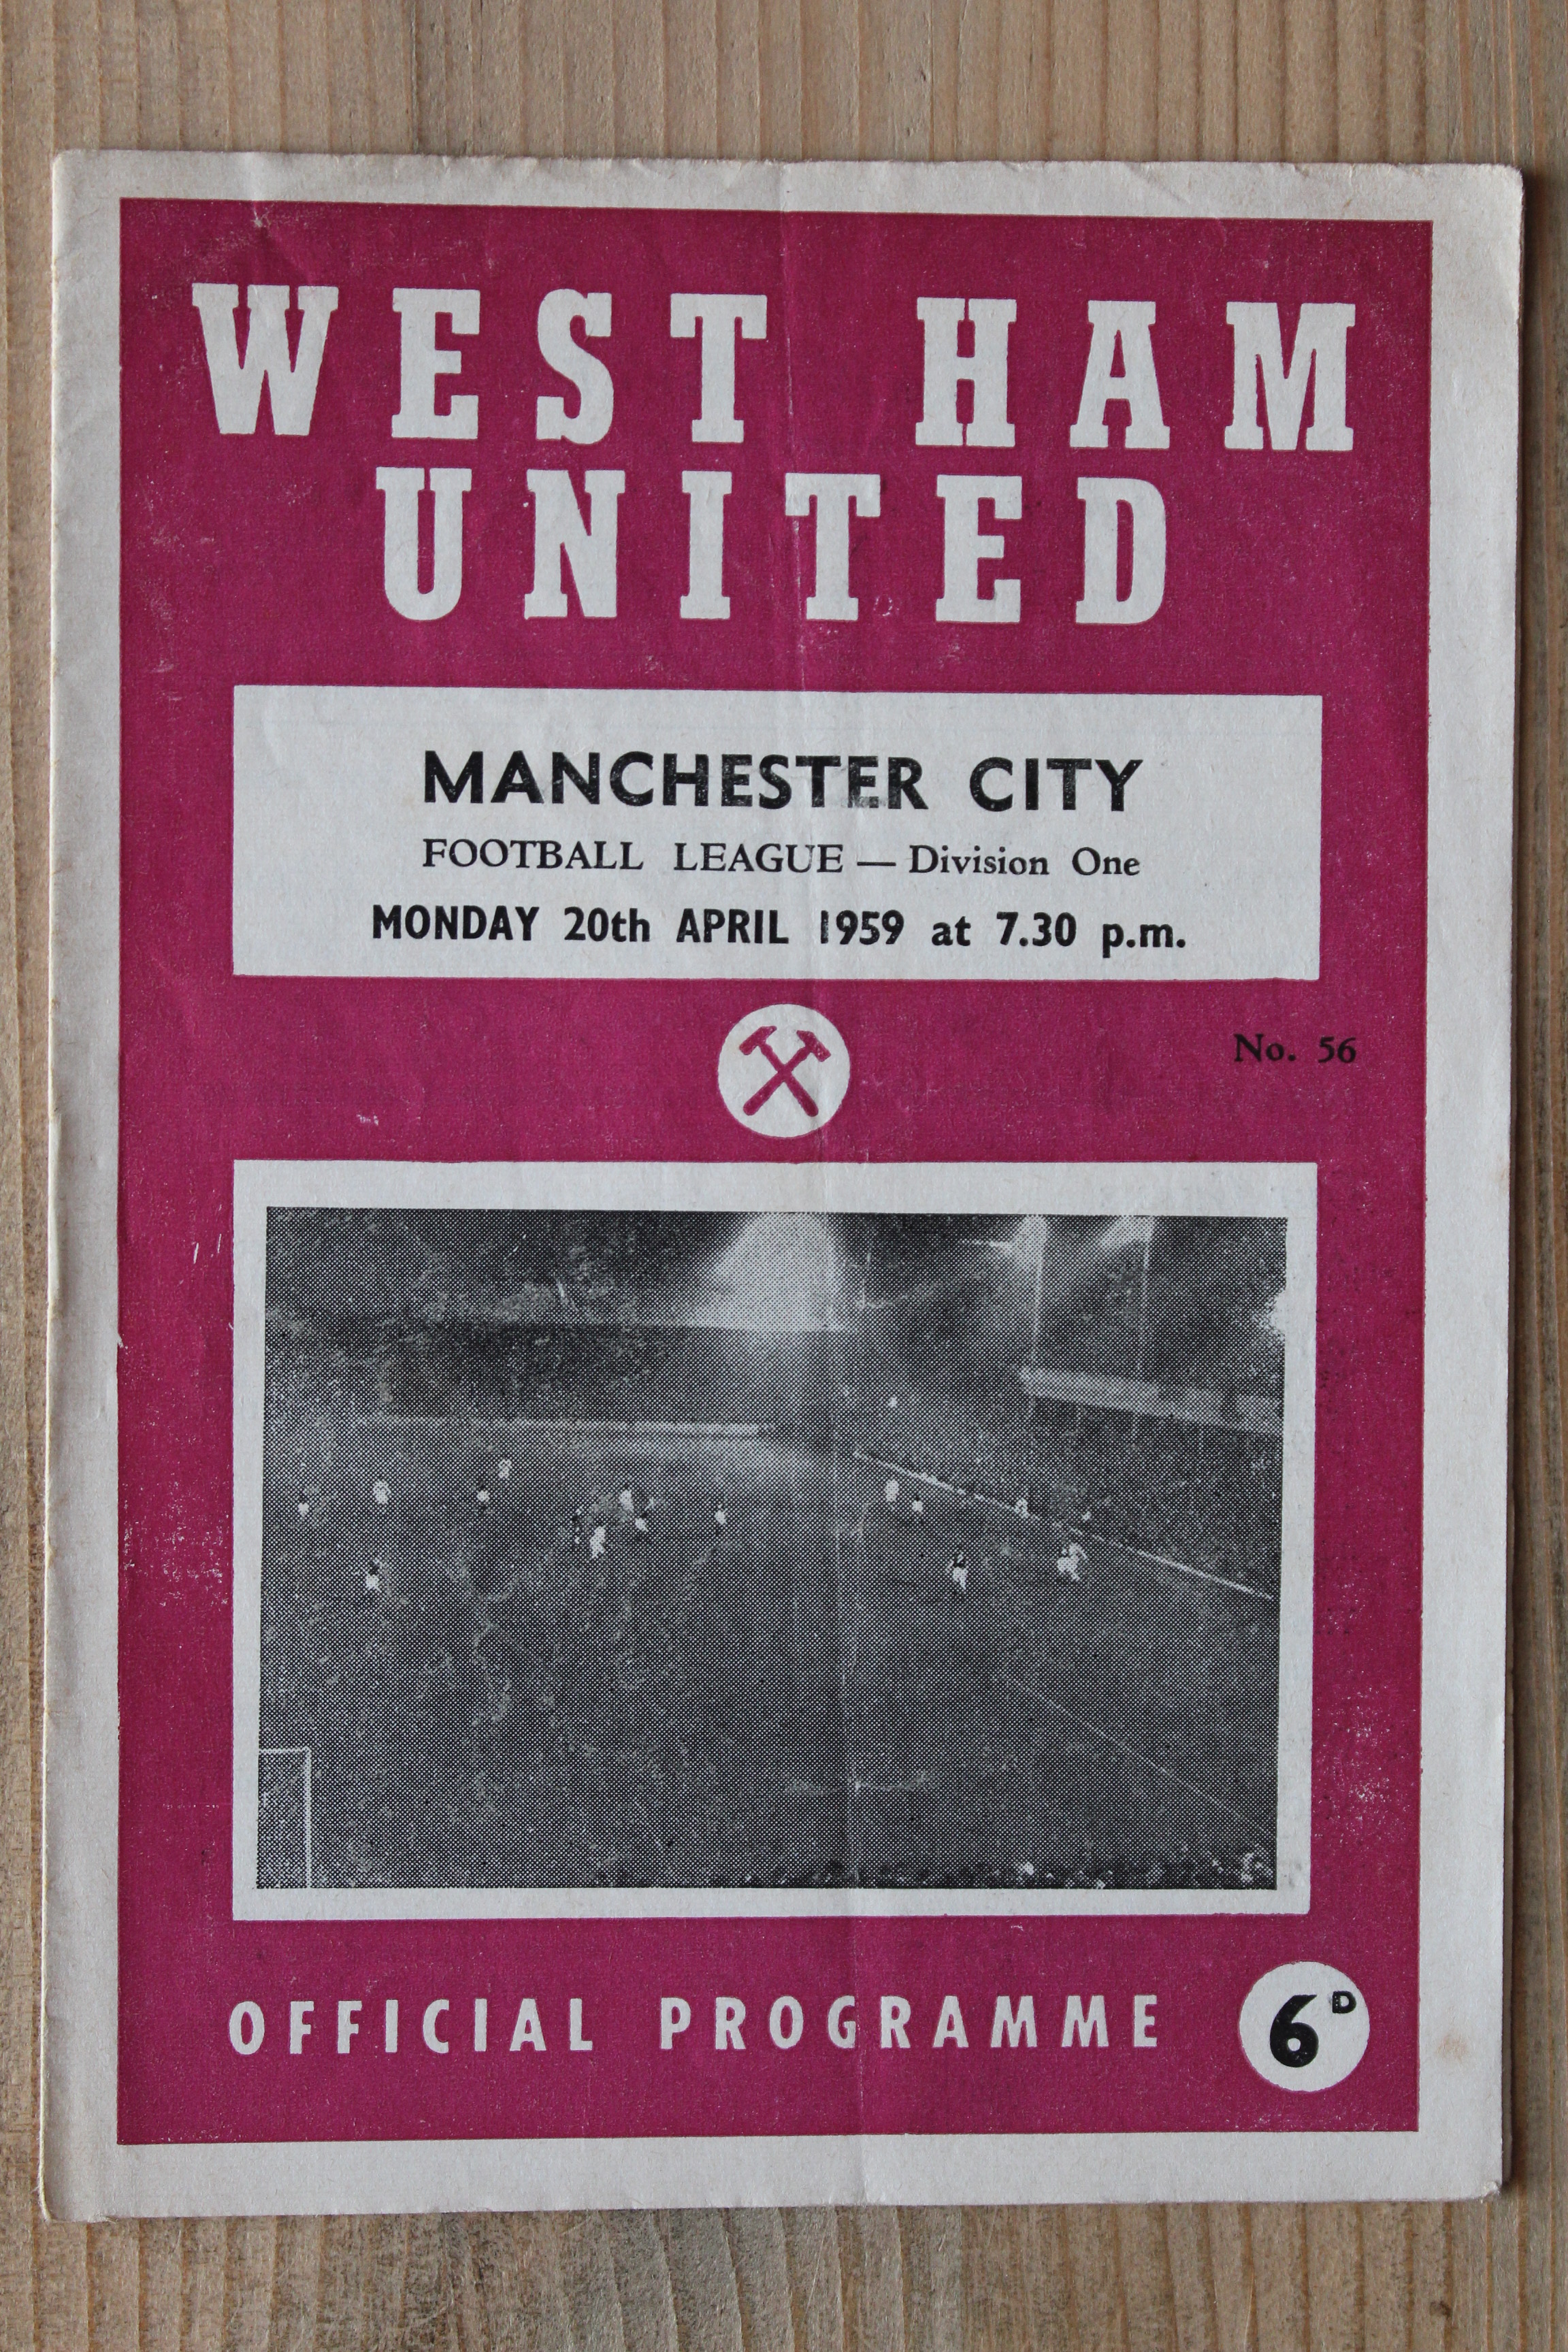 WEST HAM
UNITED
MANCHESTER CITY
FOOTBALL LEAGUE — Division One
MONDAY 20th APRIL 1959 at 7.30 p.m.
No. 56
OFFICIAL PROGRAMME
6D